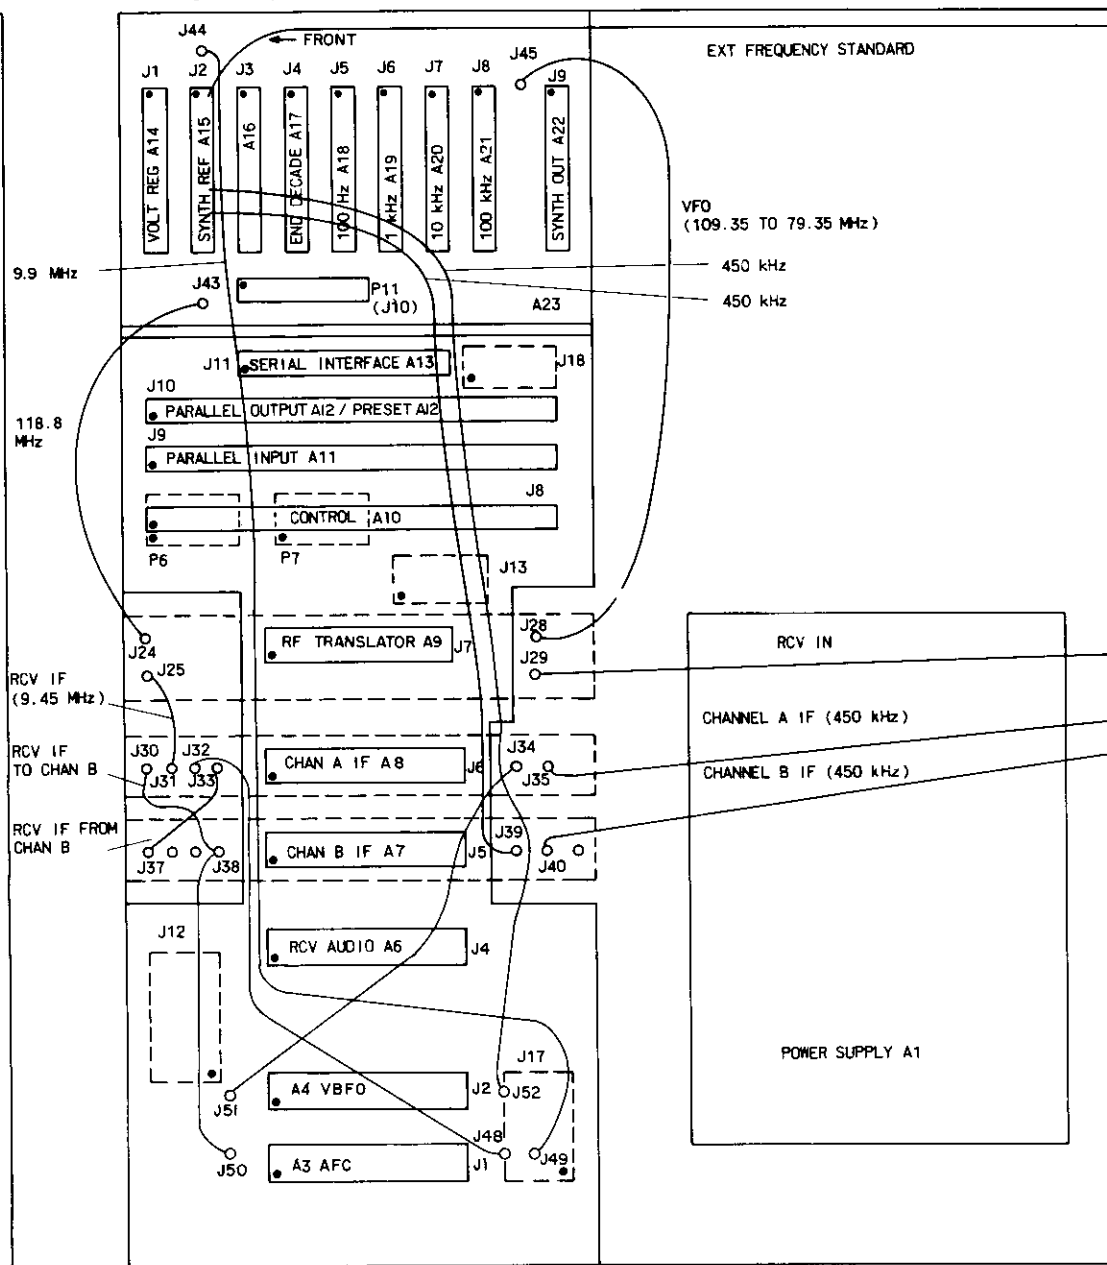 J44
← FRONT
J45
EXT FREQUENCY STANDARD
J1
J2
J3
J4
J5
J6
J7
J8
J9
VOLT REG A14
SYNTH REF A15
A16
END DECADE A17
100 Hz A18
1 kHz A19
10 kHz A20
100 kHz A21
SYNTH OUT A22
VFO
(109.35 TO 79.35 MHz)
9.9 MHz
450 kHz
450 kHz
J43
P11
(J10)
A23
J11
SERIAL INTERFACE A13
J18
J10
PARALLEL OUTPUT A12 / PRESET A12
118.8
MHz
J9
PARALLEL INPUT A11
J8
CONTROL A10
P6
P7
J13
J24
RF TRANSLATOR A9
J7
J28
RCV IN
J25
J29
RCV IF
(9.45 MHz)
CHANNEL A IF (450 kHz)
RCV IF
TO CHAN B
J30
J32
J31
J33
CHAN A IF A8
J6
J34
J35
CHANNEL B IF (450 kHz)
RCV IF FROM
CHAN B
J37
J38
CHAN B IF A7
J5
J39
J40
J12
RCV AUDIO A6
J4
POWER SUPPLY A1
J17
J51
A4 VBFO
J2
J52
J48
J50
A3 AFC
J1
J49